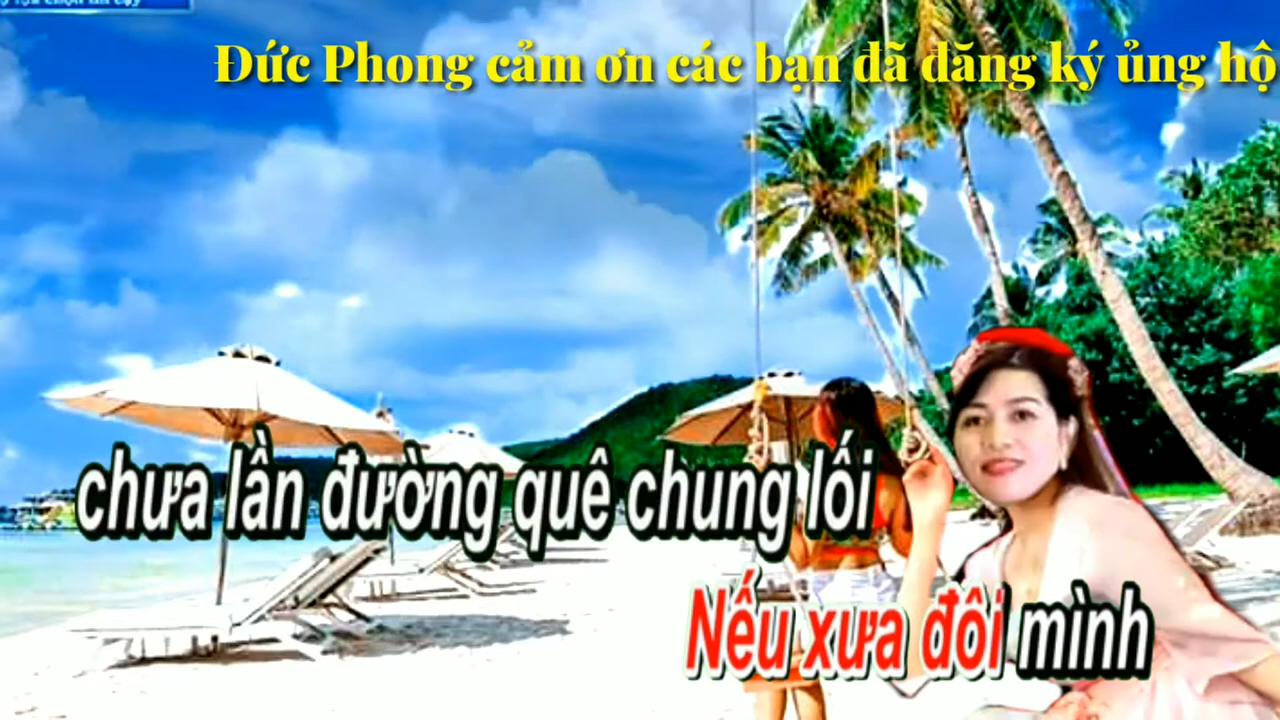 Đức Phong cảm ơn các bạn đã đăng ký ủng hộ
chưa lần đường quê chung lối
Nếu xưa đôi mình